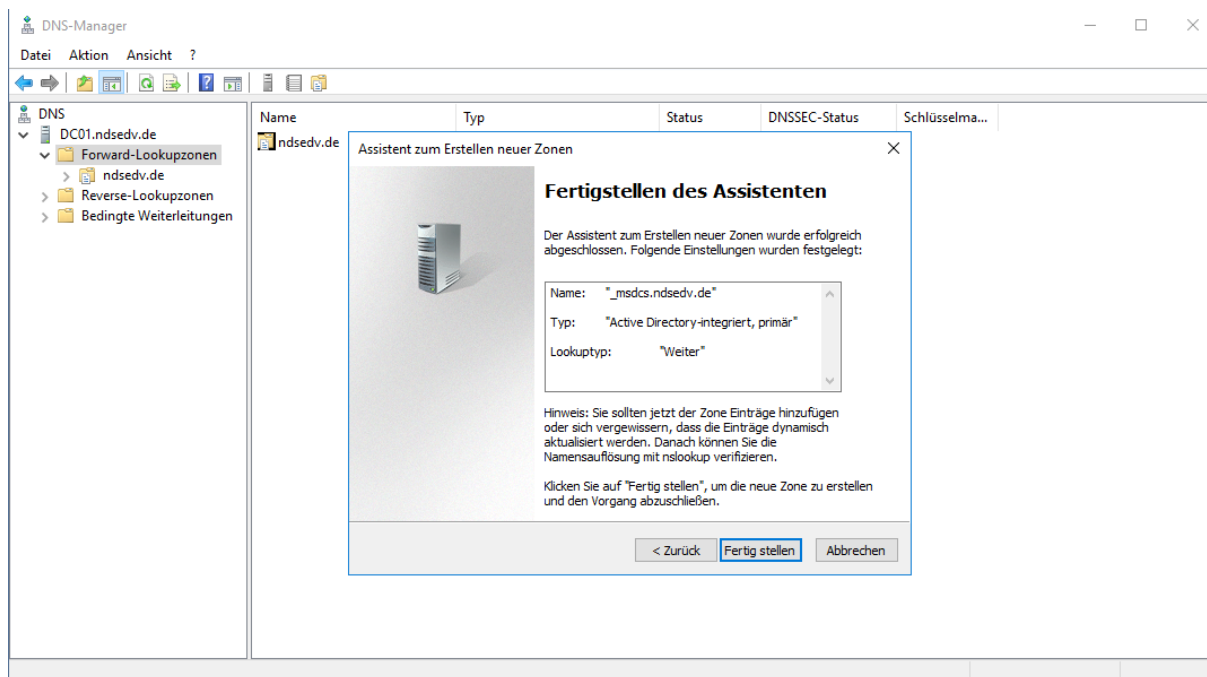 DNS-Manager
Datei Aktion Ansicht ?
DNS
DC01.ndsedv.de
Forward-Lookupzonen
ndsedv.de
Reverse-Lookupzonen
Bedingte Weiterleitungen
Name Typ Status DNSSEC-Status Schlüsselma...
ndsedv.de
Assistent zum Erstellen neuer Zonen
Fertigstellen des Assistenten
Der Assistent zum Erstellen neuer Zonen wurde erfolgreich
abgeschlossen. Folgende Einstellungen wurden festgelegt:
Name: "_msdcs.ndsedv.de"
Typ: "Active Directory-integriert, primär"
Lookuptyp: "Weiter"
Hinweis: Sie sollten jetzt der Zone Einträge hinzufügen
oder sich vergewissern, dass die Einträge dynamisch
aktualisiert werden. Danach können Sie die
Namensauflösung mit nslookup verifizieren.
Klicken Sie auf "Fertig stellen", um die neue Zone zu erstellen
und den Vorgang abzuschließen.
< Zurück Fertig stellen Abbrechen